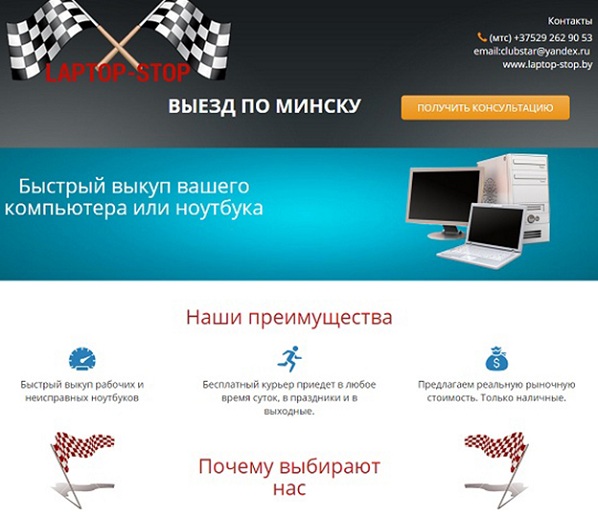 Контакты
(мтс) +37529 262 90 53
email:clubstar@yandex.ru
www.laptop-stop.by
LAPTOP-STOP
ВЫЕЗД ПО МИНСКУ
ПОЛУЧИТЬ КОНСУЛЬТАЦИЮ
Быстрый выкуп вашего
компьютера или ноутбука
Наши преимущества
Быстрый выкуп рабочих и
неисправных ноутбуков
Бесплатный курьер приедет в любое
время суток, в праздники и в
выходные.
Предлагаем реальную рыночную
стоимость. Только наличные.
Почему выбирают
нас